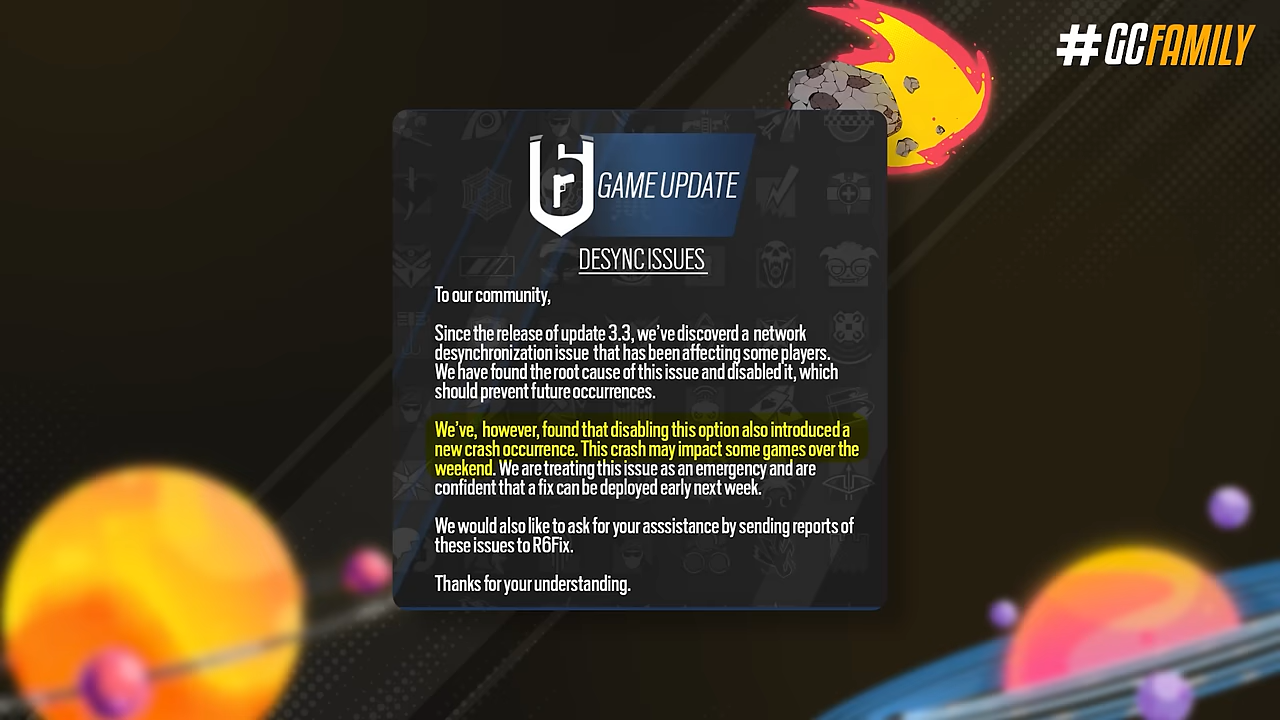 #GCFAMILY
GAME UPDATE
DESYNC ISSUES
To our community,
Since the release of update 3.3, we've discoverd a network
desynchronization issue that has been affecting some players.
We have found the root cause of this issue and disabled it, which
should prevent future occurrences.
We've, however, found that disabling this option also introduced a
new crash occurrence. This crash may impact some games over the
weekend. We are treating this issue as an emergency and are
confident that a fix can be deployed early next week.
We would also like to ask for your asssistance by sending reports of
these issues to R6Fix.
Thanks for your understanding.